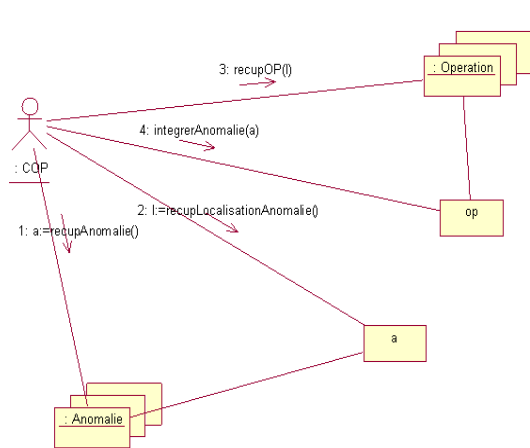 3: recupOP(l)
: Operation
4: integrerAnomalie(a)
: COP
2: l:=recupLocalisationAnomalie()
op
1: a:=recupAnomalie()
a
: Anomalie